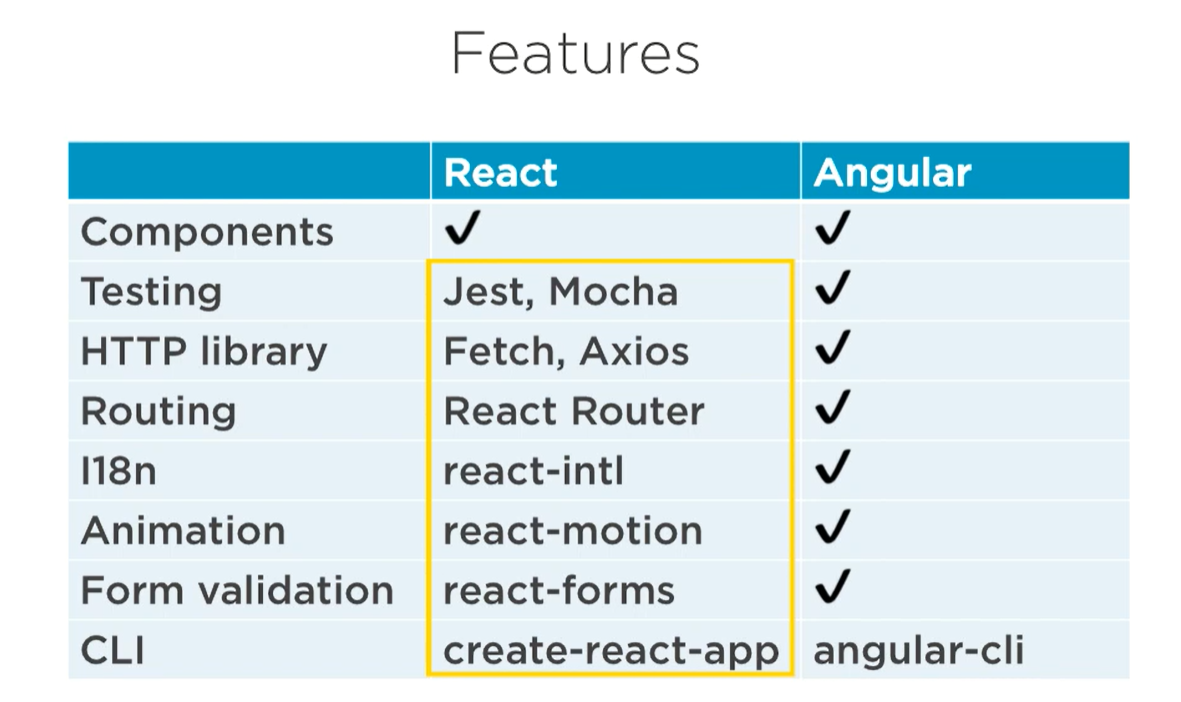 Features
React Angular
Components ✓ ✓
Testing Jest, Mocha ✓
HTTP library Fetch, Axios ✓
Routing React Router ✓
I18n react-intl ✓
Animation react-motion ✓
Form validation react-forms ✓
CLI create-react-app angular-cli